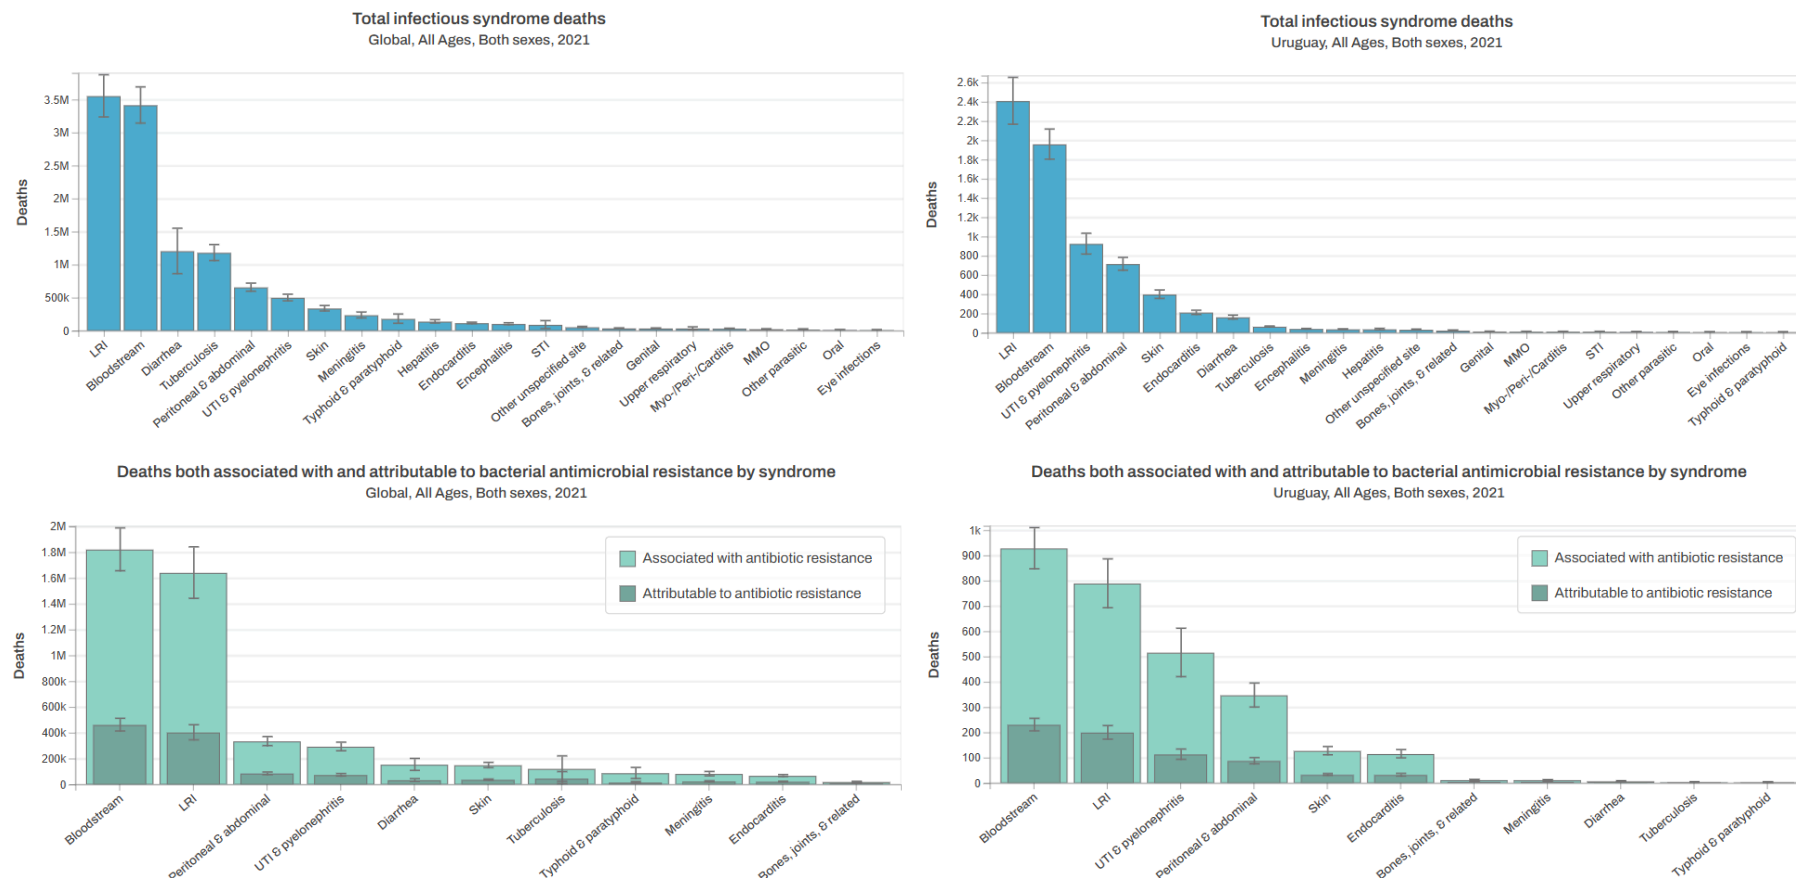 Total infectious syndrome deaths
Global, All Ages, Both sexes, 2021
Deaths
3.5M
3M
2.5M
2M
1.5M
1M
500k
0
LRI
Bloodstream
Diarrhea
Tuberculosis
Peritoneal & abdominal
UTI & pyelonephritis
Skin
Meningitis
Typhoid & paratyphoid
Hepatitis
Endocarditis
Encephalitis
STI
Other unspecified site
Bones, joints, & related
Genital
Upper respiratory
Myo-/Peri-/Carditis
MMO
Other parasitic
Oral
Eye infections
Total infectious syndrome deaths
Uruguay, All Ages, Both sexes, 2021
Deaths
2.6k
2.4k
2.2k
2k
1.8k
1.6k
1.4k
1.2k
1k
800
600
400
200
0
LRI
Bloodstream
UTI & pyelonephritis
Peritoneal & abdominal
Skin
Endocarditis
Diarrhea
Tuberculosis
Encephalitis
Meningitis
Hepatitis
Other unspecified site
Bones, joints, & related
Genital
MMO
Myo-/Peri-/Carditis
STI
Upper respiratory
Other parasitic
Oral
Eye infections
Typhoid & paratyphoid
Deaths both associated with and attributable to bacterial antimicrobial resistance by syndrome
Global, All Ages, Both sexes, 2021
Deaths
2M
1.8M
1.6M
1.4M
1.2M
1M
800k
600k
400k
200k
0
Associated with antibiotic resistance
Attributable to antibiotic resistance
Bloodstream
LRI
Peritoneal & abdominal
UTI & pyelonephritis
Diarrhea
Skin
Tuberculosis
Typhoid & paratyphoid
Meningitis
Endocarditis
Bones, joints, & related
Deaths both associated with and attributable to bacterial antimicrobial resistance by syndrome
Uruguay, All Ages, Both sexes, 2021
Deaths
1k
900
800
700
600
500
400
300
200
100
0
Associated with antibiotic resistance
Attributable to antibiotic resistance
Bloodstream
LRI
UTI & pyelonephritis
Peritoneal & abdominal
Skin
Endocarditis
Bones, joints, & related
Meningitis
Diarrhea
Tuberculosis
Typhoid & paratyphoid